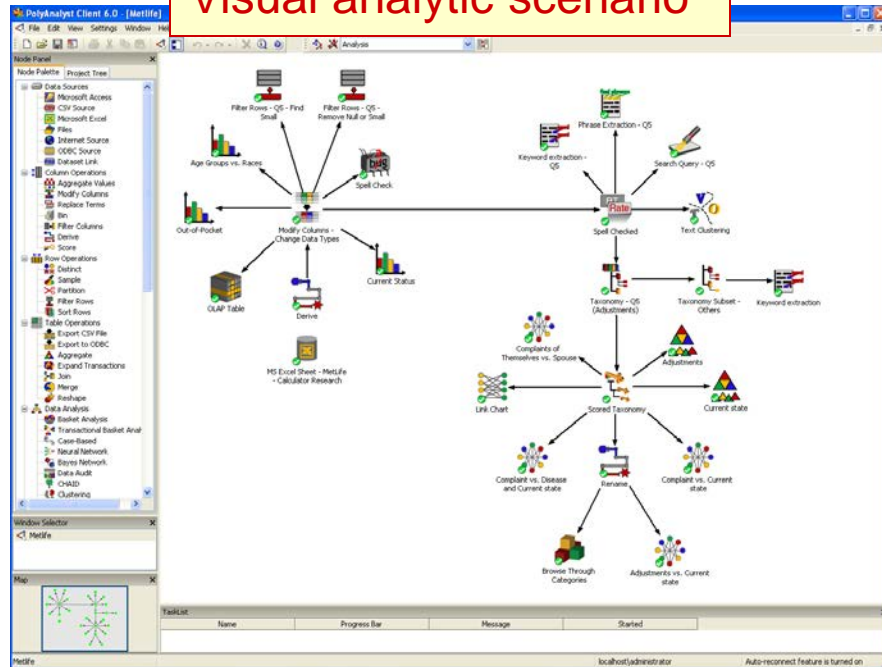 Visual analytic scenario
PolyAnalyst Client 6.0 - [Metlife]
File Edit View Settings Window Hel
Analysis
Node Panel
Node Palette Project Tree
Data Sources
Microsoft Access
CSV Source
Microsoft Excel
Files
Internet Source
ODBC Source
Dataset Link
Column Operations
Aggregate Values
Modify Columns
Replace Terms
Bin
Filter Columns
Derive
Score
Row Operations
Distinct
Sample
Partition
Filter Rows
Sort Rows
Table Operations
Export CSV File
Export to ODBC
Aggregate
Expand Transactions
Join
Merge
Reshape
Data Analysis
Basket Analysis
Transactional Basket Anal
Case-Based
Neural Network
Bayes Network
Data Audit
CHAID
Clustering
Window Selector
Metlife
Map
Filter Rows - Q5 - Find
Small
Filter Rows - Q5 -
Remove Null or Small
Age Groups vs. Races
bug
Spell Check
Out-of-Pocket
Modify Columns -
Change Data Types
OLAP Table
Derive
Current Status
MS Excel Sheet - MetLife
- Calculator Research
Phrase Extraction - Q5
Keyword extraction -
Q5
Search Query - Q5
Rate
Spell Checked
Text Clustering
Taxonomy - Q5
(Adjustments)
Taxonomy Subset -
Others
Keyword extraction
Complaints of
Themselves vs. Spouse
Adjustments
Link Chart
Scored Taxonomy
Current state
Complaint vs. Disease
and Current state
Rename
Complaint vs. Current
state
Browse Through
Categories
Adjustments vs. Current
state
TaskList
Name Progress Bar Message Started
Metlife localhost\administrator Auto-reconnect feature is turned on